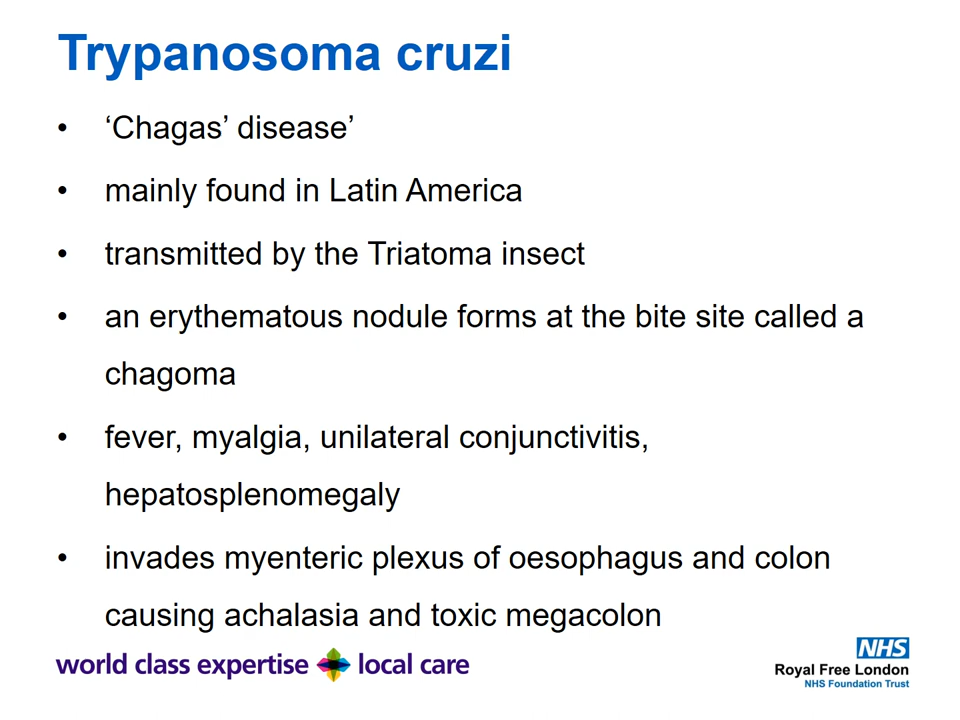 Trypanosoma cruzi
• ‘Chagas’ disease’
• mainly found in Latin America
• transmitted by the Triatoma insect
• an erythematous nodule forms at the bite site called a
chagoma
• fever, myalgia, unilateral conjunctivitis,
hepatosplenomegaly
• invades myenteric plexus of oesophagus and colon
causing achalasia and toxic megacolon
world class expertise local care
NHS
Royal Free London
NHS Foundation Trust